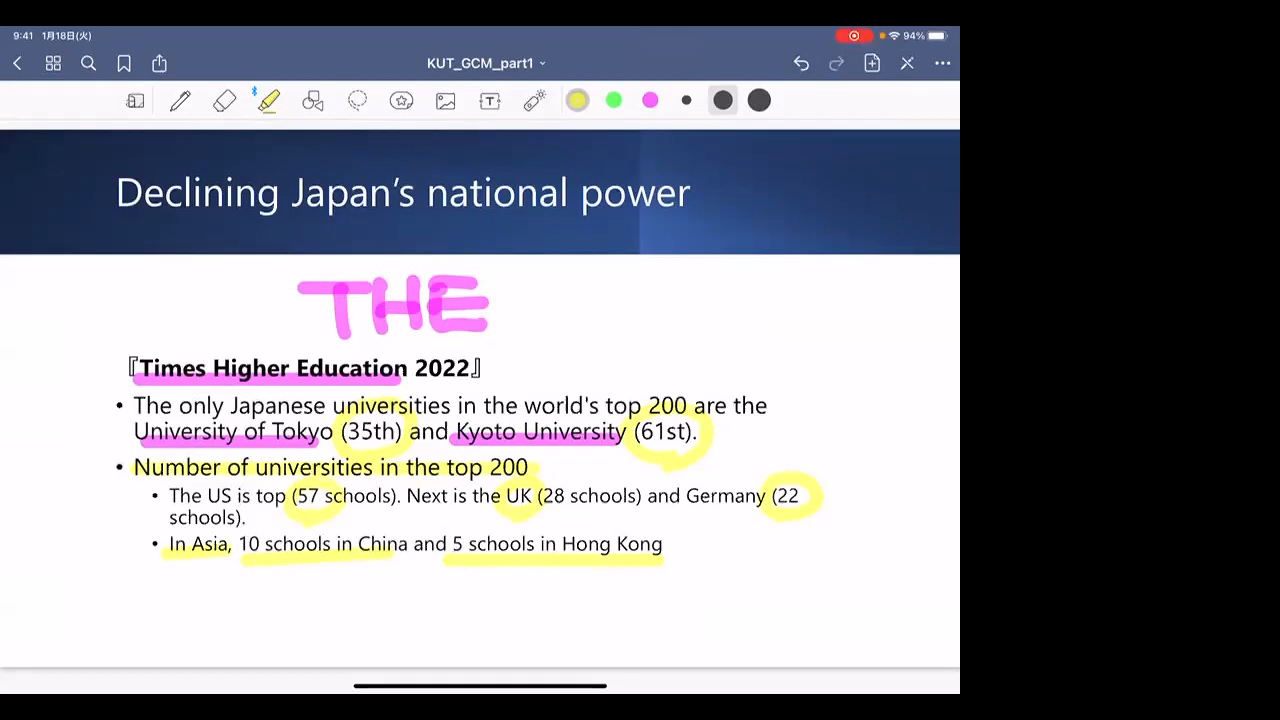 9:41 1月18日(火)
94%
KUT_GCM_part1
T
Declining Japan's national power
THE
『Times Higher Education 2022』
• The only Japanese universities in the world's top 200 are the
University of Tokyo (35th) and Kyoto University (61st).
• Number of universities in the top 200
• The US is top (57 schools). Next is the UK (28 schools) and Germany (22
schools).
• In Asia, 10 schools in China and 5 schools in Hong Kong